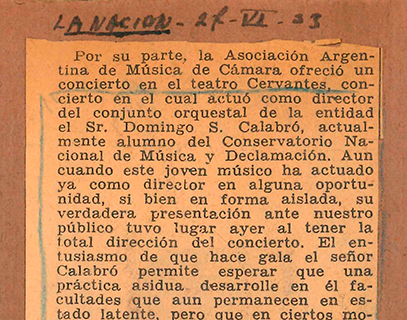 LA NACION - 27 - VI - 33
Por su parte, la Asociación Argen-
tina de Música de Cámara ofreció un
concierto en el teatro Cervantes, con-
cierto en el cual actuó como director
del conjunto orquestal de la entidad
el Sr. Domingo S. Calabró, actual-
mente alumno del Conservatorio Na-
cional de Música y Declamación. Aun
cuando este joven músico ha actuado
ya como director en alguna oportu-
nidad, si bien en forma aislada, su
verdadera presentación ante nuestro
público tuvo lugar ayer al tener la
total dirección del concierto. El en-
tusiasmo de que hace gala el señor
Calabró permite esperar que una
práctica asidua desarrolle en él fa-
cultades que aun permanecen en es-
tado latente, pero que en ciertos mo-